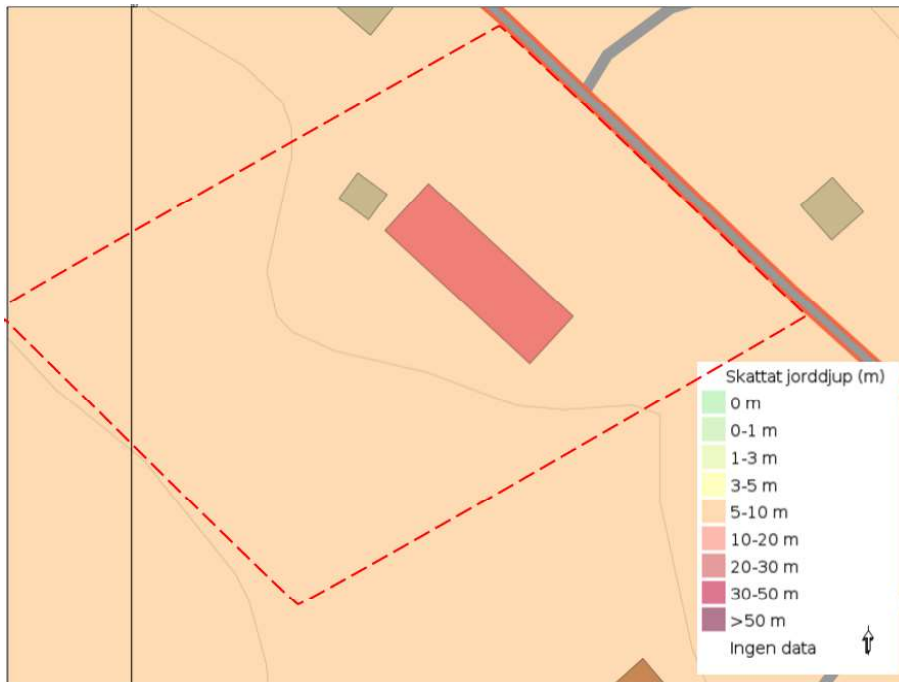 Skattat jorddjup (m)
0 m
0-1 m
1-3 m
3-5 m
5-10 m
10-20 m
20-30 m
30-50 m
>50 m
Ingen data